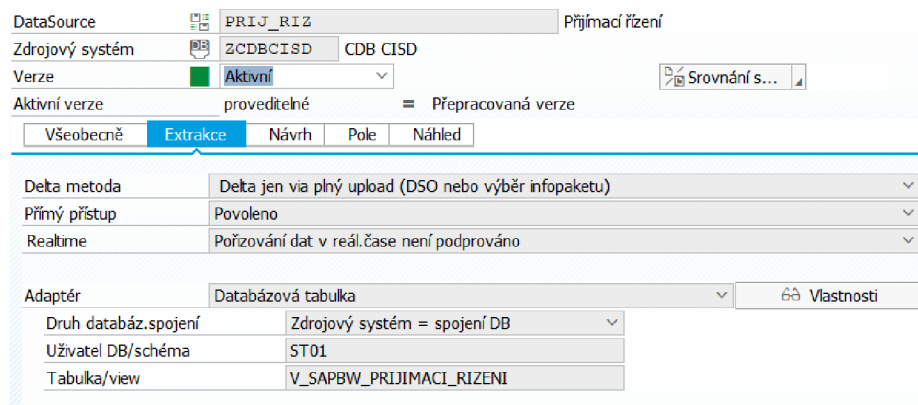 DataSource PRIJ_RIZ Přijímací řízení
Zdrojový systém ZCDBCISD CDB CISD
Verze Aktivní Srovnání s...
Aktivní verze proveditelné = Přepracovaná verze
Všeobecně Extrakce Návrh Pole Náhled
Delta metoda Delta jen via plný upload (DSO nebo výběr infopaketu)
Přímý přístup Povoleno
Realtime Pořizování dat v reál.čase není podprováno
Adaptér Databázová tabulka Vlastnosti
Druh databáz.spojení Zdrojový systém = spojení DB
Uživatel DB/schéma ST01
Tabulka/view V_SAPBW_PRIJIMACI_RIZENI